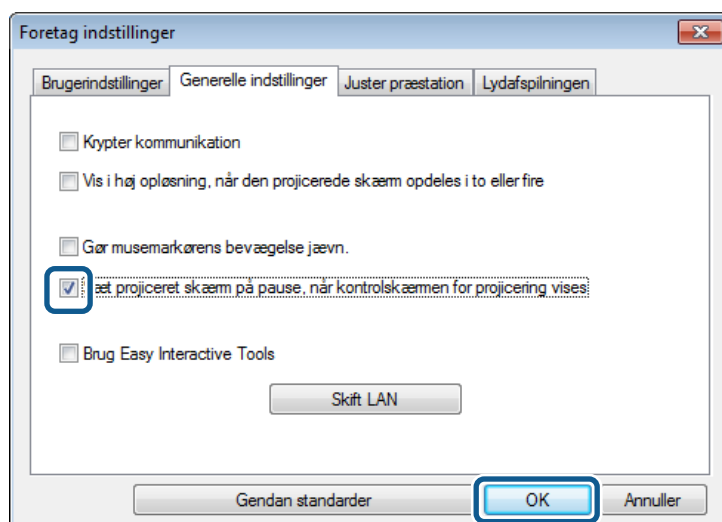 Foretag indstillinger
Brugerindstillinger Generelle indstillinger Juster præstation Lydafspilningen
Krypter kommunikation
Vis i høj opløsning, når den projicerede skærm opdeles i to eller fire
Gør musemarkørens bevægelse jævn.
æt projiceret skærm på pause, når kontrolskærmen for projicering vises
Brug Easy Interactive Tools
Skift LAN
Gendan standarder OK Annuller